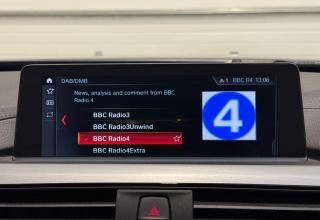 DAB/DMB
1 BBC R4 13:06
News, analysis and comment from BBC
Radio 4
4
BBC Radio3
BBC Radio3Unwind
BBC Radio4
BBC Radio4Extra